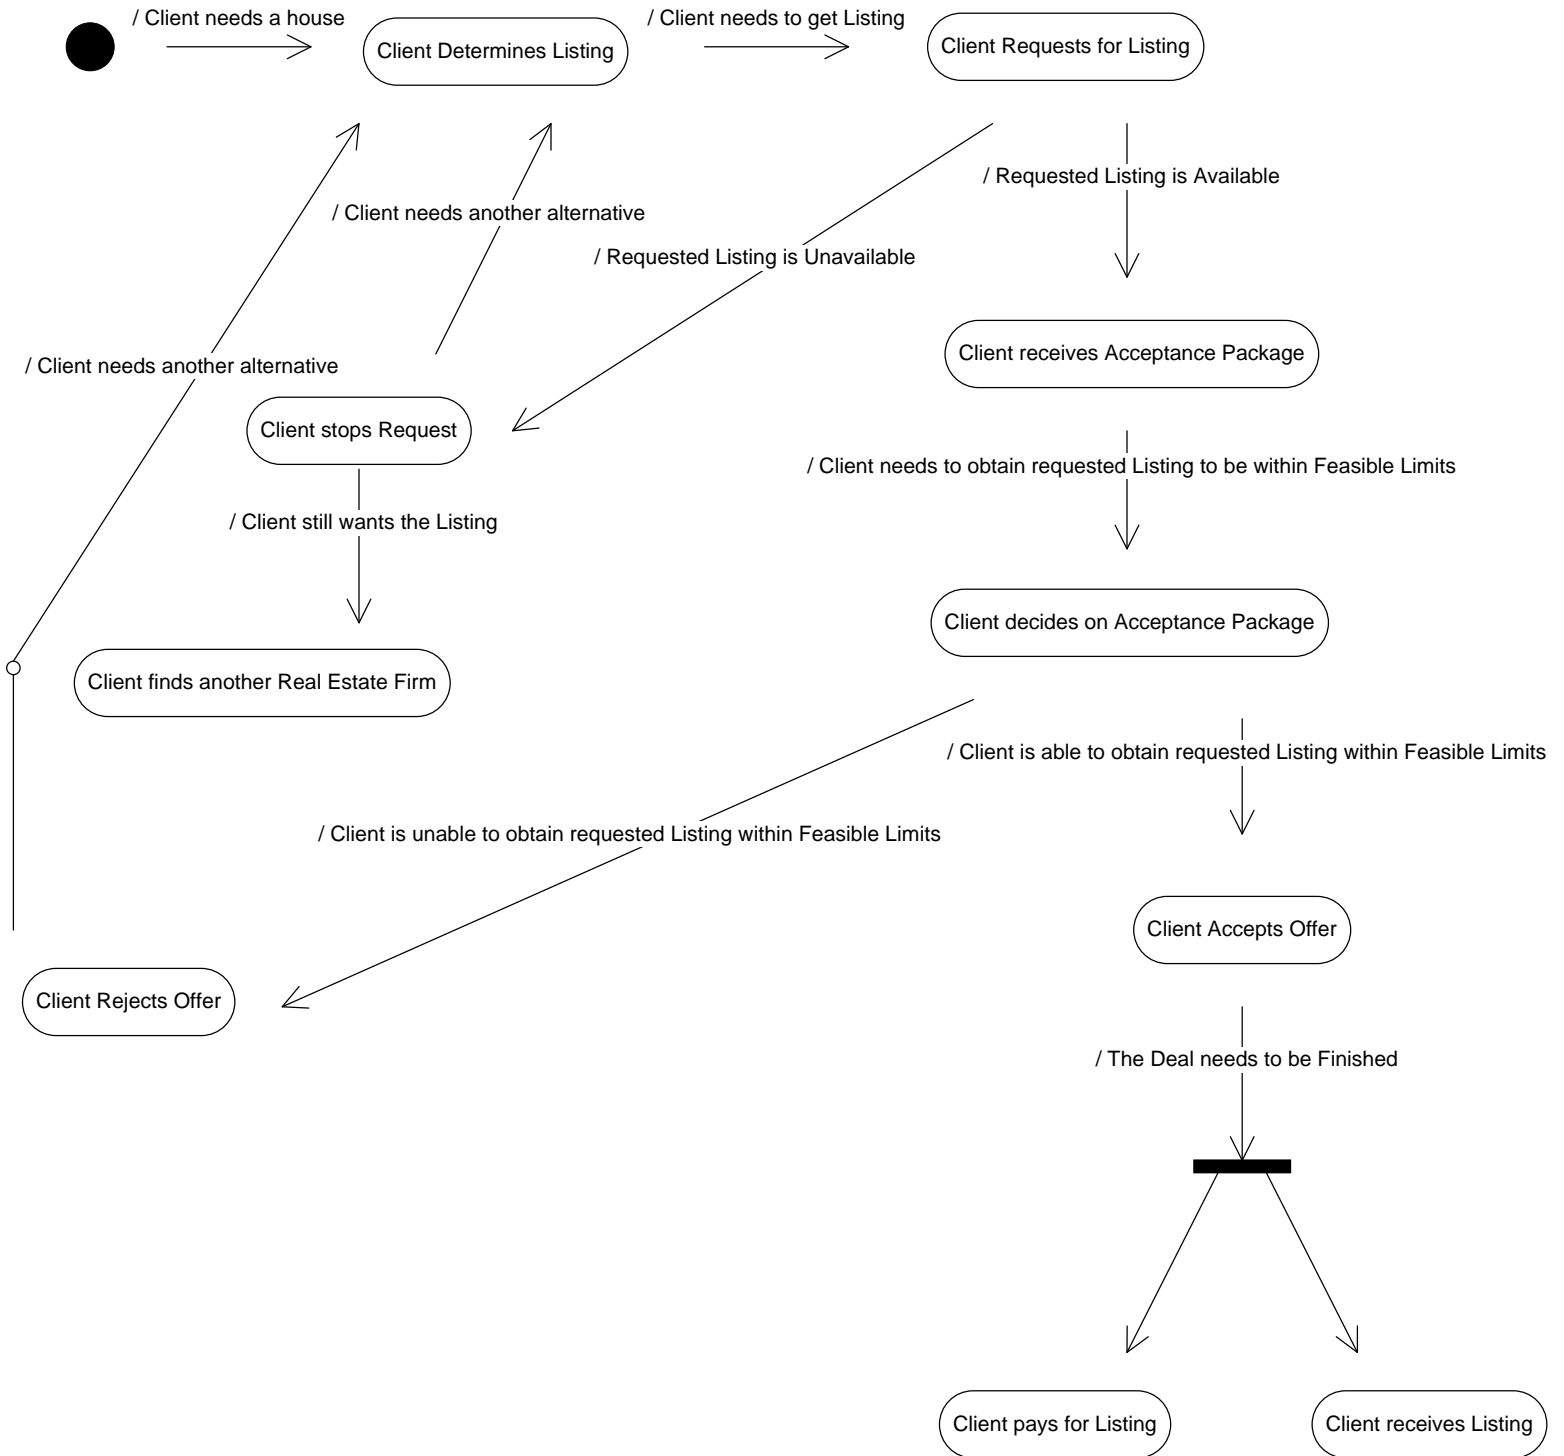 / Client needs a house
/ Client needs to get Listing
Client Determines Listing
Client Requests for Listing
/ Requested Listing is Available
/ Client needs another alternative
/ Requested Listing is Unavailable
Client receives Acceptance Package
/ Client needs another alternative
Client stops Request
/ Client needs to obtain requested Listing to be within Feasible Limits
/ Client still wants the Listing
Client decides on Acceptance Package
Client finds another Real Estate Firm
/ Client is able to obtain requested Listing within Feasible Limits
/ Client is unable to obtain requested Listing within Feasible Limits
Client Accepts Offer
Client Rejects Offer
/ The Deal needs to be Finished
Client pays for Listing
Client receives Listing